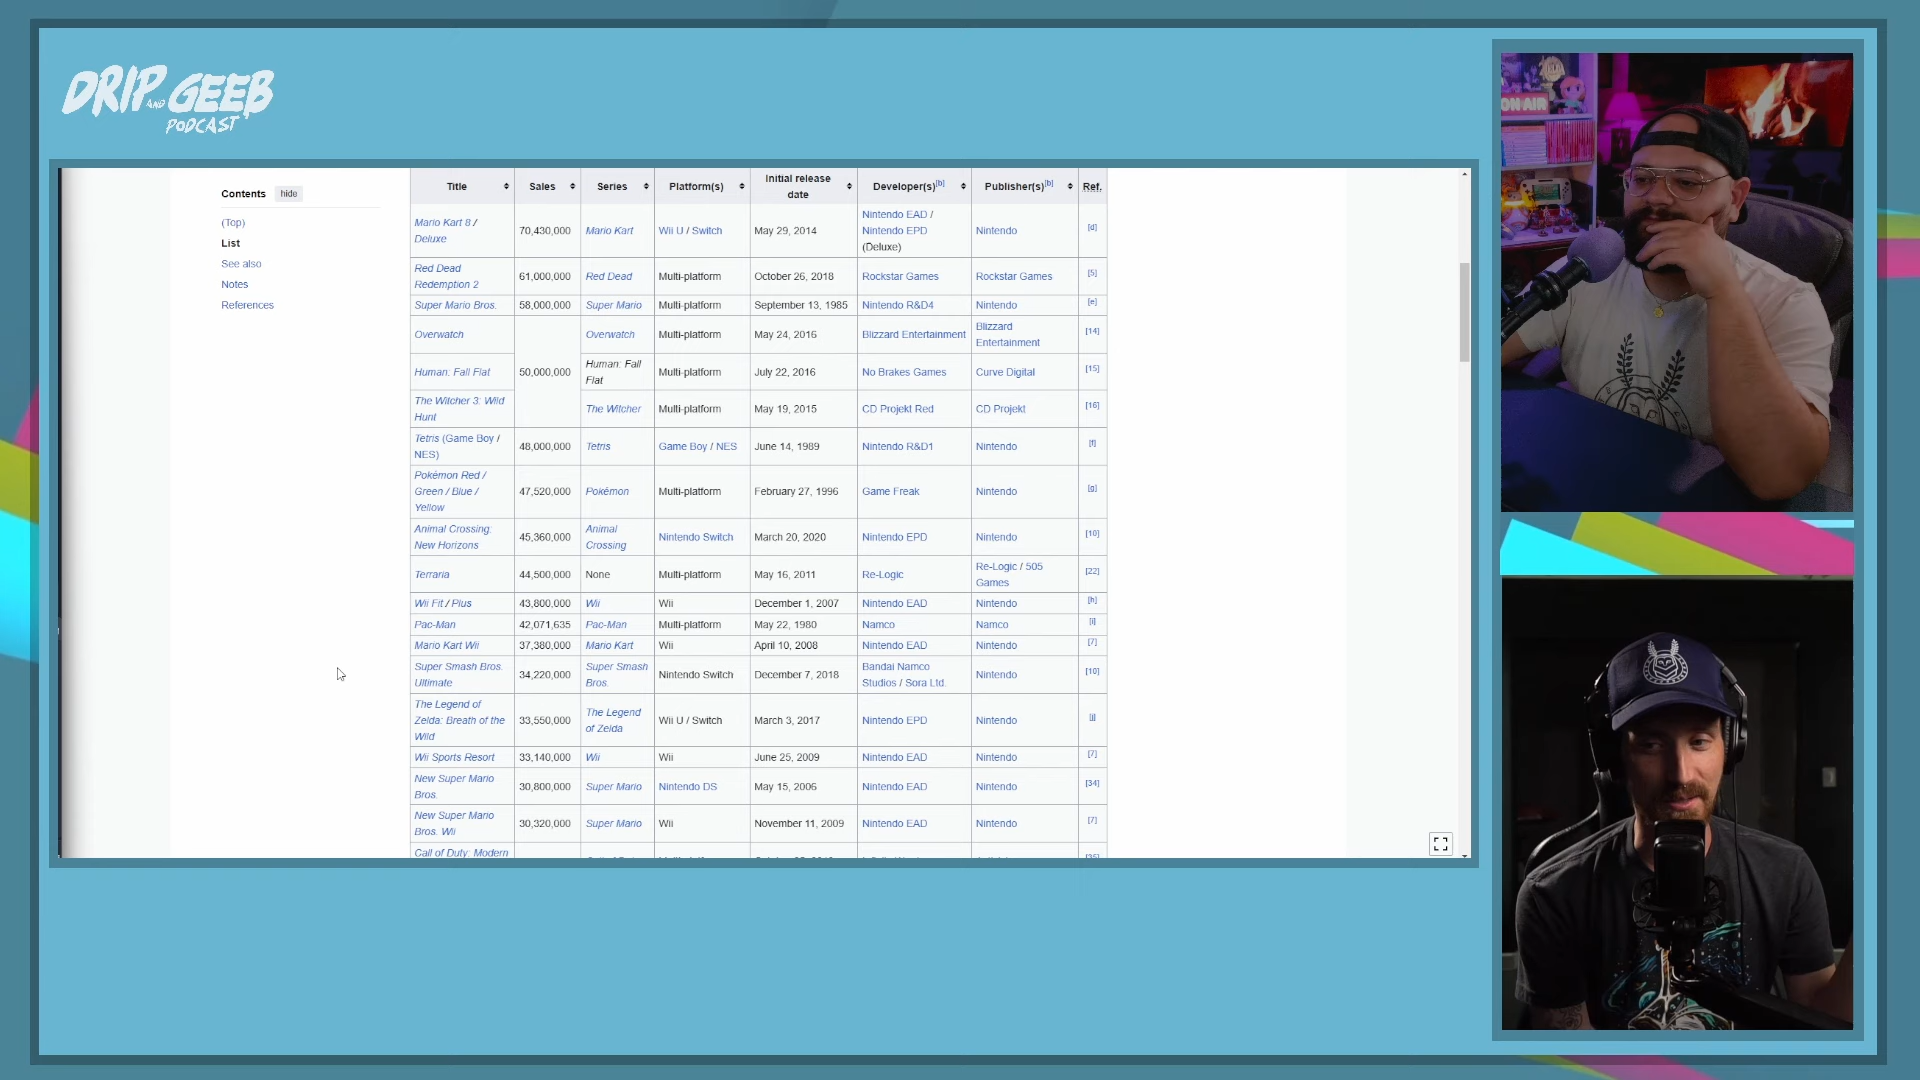 DRIP AND GEEB
PODCAST
ON AIR
Contents hide
(Top)
List
See also
Notes
References
Title Sales Series Platform(s) Initial release date Developer(s)[b] Publisher(s)[b] Ref.
Mario Kart 8 / Deluxe 70,430,000 Mario Kart Wii U / Switch May 29, 2014 Nintendo EAD / Nintendo EPD (Deluxe) Nintendo [d]
Red Dead Redemption 2 61,000,000 Red Dead Multi-platform October 26, 2018 Rockstar Games Rockstar Games [5]
Super Mario Bros. 58,000,000 Super Mario Multi-platform September 13, 1985 Nintendo R&D4 Nintendo [e]
Overwatch Overwatch Multi-platform May 24, 2016 Blizzard Entertainment Blizzard Entertainment [14]
Human: Fall Flat 50,000,000 Human: Fall Flat Multi-platform July 22, 2016 No Brakes Games Curve Digital [15]
The Witcher 3: Wild Hunt The Witcher Multi-platform May 19, 2015 CD Projekt Red CD Projekt [16]
Tetris (Game Boy / NES) 48,000,000 Tetris Game Boy / NES June 14, 1989 Nintendo R&D1 Nintendo [f]
Pokémon Red / Green / Blue / Yellow 47,520,000 Pokémon Multi-platform February 27, 1996 Game Freak Nintendo [g]
Animal Crossing: New Horizons 45,360,000 Animal Crossing Nintendo Switch March 20, 2020 Nintendo EPD Nintendo [10]
Terraria 44,500,000 None Multi-platform May 16, 2011 Re-Logic Re-Logic / 505 Games [22]
Wii Fit / Plus 43,800,000 Wii Wii December 1, 2007 Nintendo EAD Nintendo [h]
Pac-Man 42,071,635 Pac-Man Multi-platform May 22, 1980 Namco Namco [i]
Mario Kart Wii 37,380,000 Mario Kart Wii April 10, 2008 Nintendo EAD Nintendo [7]
Super Smash Bros. Ultimate 34,220,000 Super Smash Bros. Nintendo Switch December 7, 2018 Bandai Namco Studios / Sora Ltd. Nintendo [10]
The Legend of Zelda: Breath of the Wild 33,550,000 The Legend of Zelda Wii U / Switch March 3, 2017 Nintendo EPD Nintendo [j]
Wii Sports Resort 33,140,000 Wii Wii June 25, 2009 Nintendo EAD Nintendo [7]
New Super Mario Bros. 30,800,000 Super Mario Nintendo DS May 15, 2006 Nintendo EAD Nintendo [34]
New Super Mario Bros. Wii 30,320,000 Super Mario Wii November 11, 2009 Nintendo EAD Nintendo [7]
Call of Duty: Modern